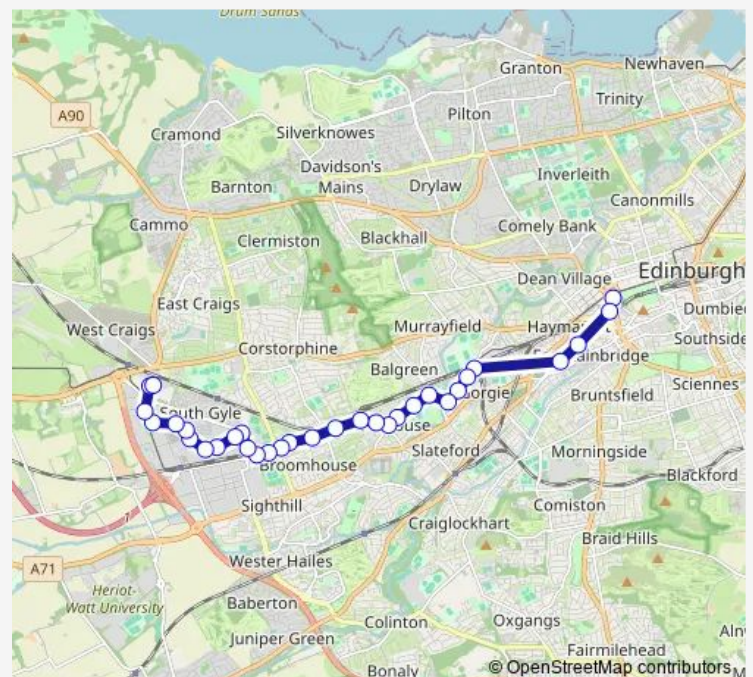 Drum Sands
Granton
Newhaven
A90
Pilton
Trinity
Cramond
Silverknowes
Davidson's
Mains
Barnton
Drylaw
Inverleith
Canonmills
Cammo
Clermiston
Blackhall
Comely Bank
Dean Village
Edinburgh
East Craigs
West Craigs
Murrayfield
Corstorphine
Balgreen
Southside
South Gyle
Bruntsfield
Sciennes
Slateford
Morningside
Broomhouse
Blackford
Sighthill
Comiston
Craiglockhart
Braid Hills
A71
Wester Hailes
Heriot-
Watt University
Baberton
Colinton
Oxgangs
Juniper Green
Fairmilehead
Bonaly
© OpenStreetMap contributors